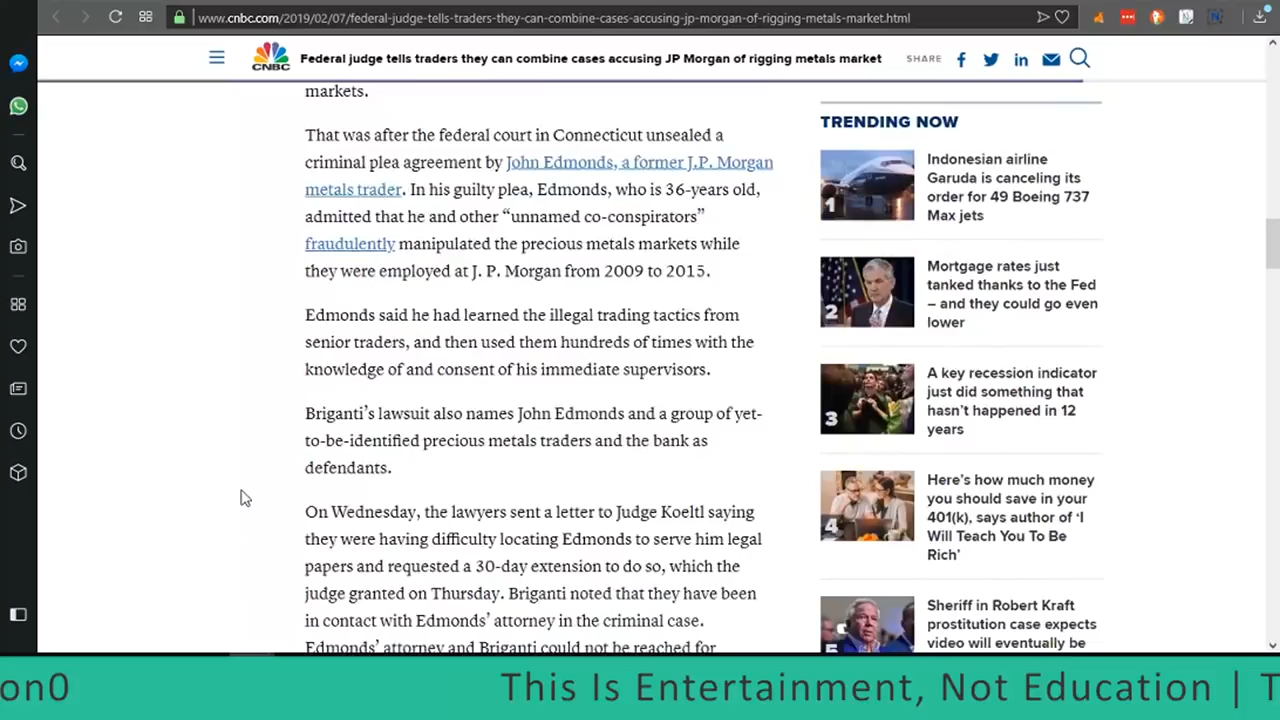 www.cnbc.com/2019/02/07/federal-judge-tells-traders-they-can-combine-cases-accusing-jp-morgan-of-rigging-metals-market.html
CNBC
Federal judge tells traders they can combine cases accusing JP Morgan of rigging metals market
SHARE
markets.
That was after the federal court in Connecticut unsealed a
criminal plea agreement by John Edmonds, a former J.P. Morgan
metals trader. In his guilty plea, Edmonds, who is 36-years old,
admitted that he and other “unnamed co-conspirators”
fraudulently manipulated the precious metals markets while
they were employed at J. P. Morgan from 2009 to 2015.
Edmonds said he had learned the illegal trading tactics from
senior traders, and then used them hundreds of times with the
knowledge of and consent of his immediate supervisors.
Briganti’s lawsuit also names John Edmonds and a group of yet-
to-be-identified precious metals traders and the bank as
defendants.
On Wednesday, the lawyers sent a letter to Judge Koeltl saying
they were having difficulty locating Edmonds to serve him legal
papers and requested a 30-day extension to do so, which the
judge granted on Thursday. Briganti noted that they have been
in contact with Edmonds’ attorney in the criminal case.
Edmonds’ attorney and Briganti could not be reached for
TRENDING NOW
1
Indonesian airline
Garuda is canceling its
order for 49 Boeing 737
Max jets
2
Mortgage rates just
tanked thanks to the Fed
– and they could go even
lower
3
A key recession indicator
just did something that
hasn’t happened in 12
years
4
Here’s how much money
you should save in your
401(k), says author of ‘I
Will Teach You To Be
Rich’
5
Sheriff in Robert Kraft
prostitution case expects
video will eventually be
on0
This Is Entertainment, Not Education | T